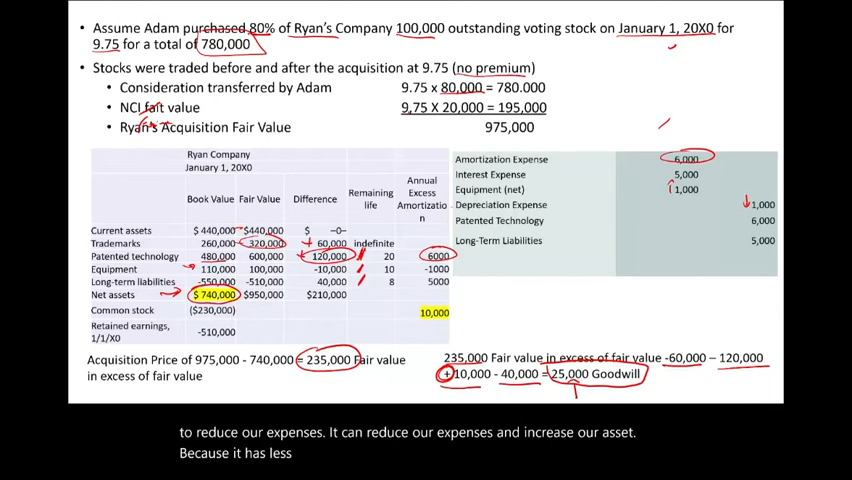 • Assume Adam purchased 80% of Ryan's Company 100,000 outstanding voting stock on January 1, 20X0 for
9.75 for a total of 780,000
• Stocks were traded before and after the acquisition at 9.75 (no premium)
• Consideration transferred by Adam 9.75 x 80,000 = 780.000
• NCI fait value 9,75 X 20,000 = 195,000
• Ryan's Acquisition Fair Value 975,000
Ryan Company
January 1, 20X0
Book Value Fair Value Difference Remaining life Annual Excess Amortizatio n
Current assets $ 440,000 $440,000 $ –0–
Trademarks 260,000 320,000 60,000 indefinite
Patented technology 480,000 600,000 120,000 20 6000
Equipment 110,000 100,000 -10,000 10 -1000
Long-term liabilities -550,000 -510,000 40,000 8 5000
Net assets $ 740,000 $950,000 $210,000
Common stock ($230,000) 10,000
Retained earnings, 1/1/X0 -510,000
Amortization Expense 6,000
Interest Expense 5,000
Equipment (net) 1,000
Depreciation Expense 1,000
Patented Technology 6,000
Long-Term Liabilities 5,000
Acquisition Price of 975,000 - 740,000 = 235,000 Fair value
in excess of fair value
235,000 Fair value in excess of fair value -60,000 – 120,000
+ 10,000 - 40,000 = 25,000 Goodwill
to reduce our expenses. It can reduce our expenses and increase our asset.
Because it has less